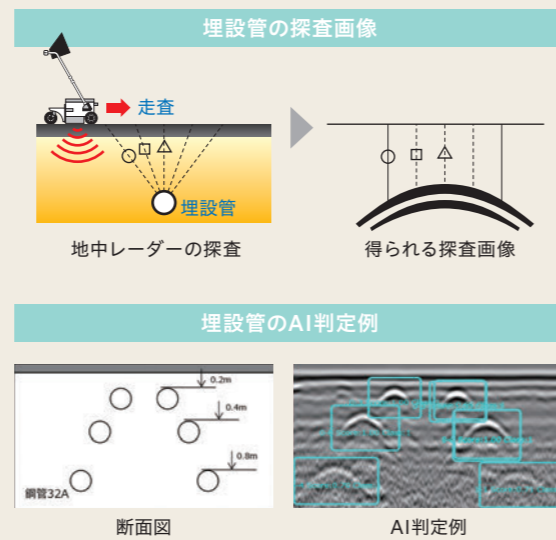 埋設管の探査画像
走査
埋設管
地中レーダーの探査
得られる探査画像
埋設管のAI判定例
0.2m
0.4m
0.8m
鋼管32A
断面図
AI判定例